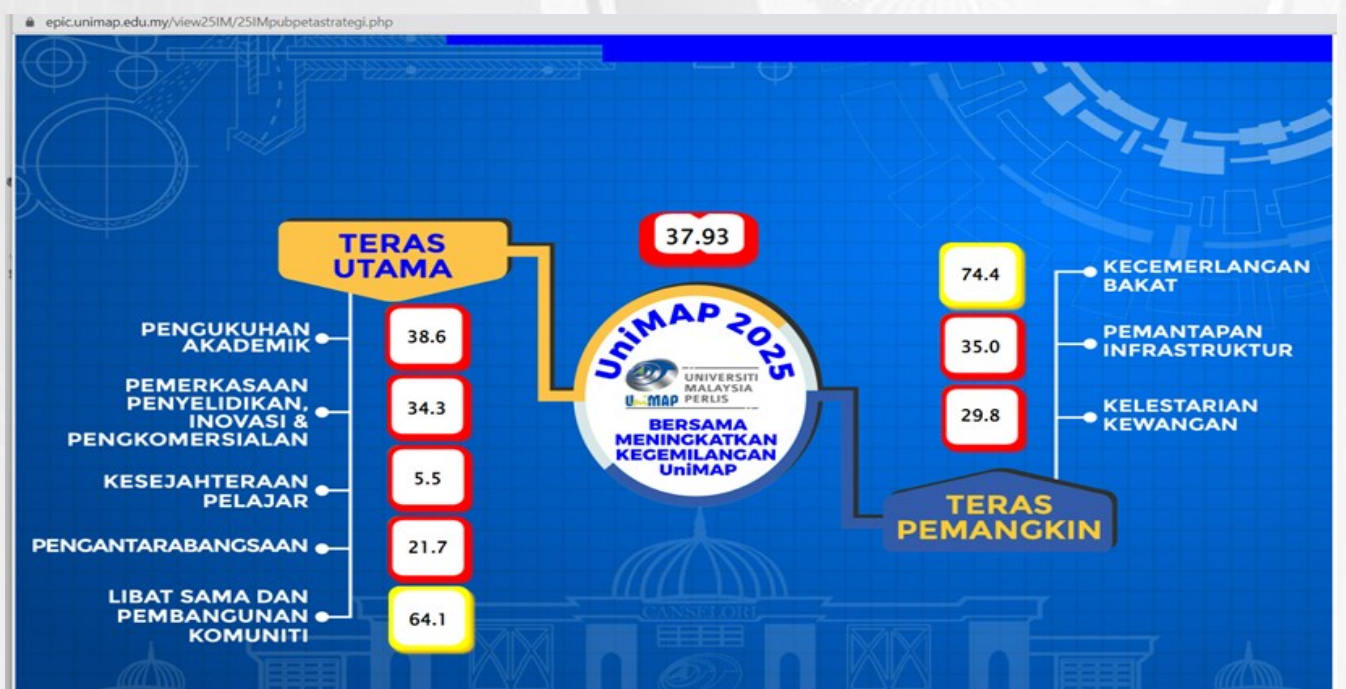 epic.unimap.edu.my/view25IM/25IMpubpetastrategi.php
TERAS
UTAMA
37.93
PENGUKUHAN
AKADEMIK
38.6
PEMERKASAAN
PENYELIDIKAN,
INOVASI &
PENGKOMERSIALAN
34.3
KESEJAHTERAAN
PELAJAR
5.5
PENGANTARABANGSAAN
21.7
LIBAT SAMA DAN
PEMBANGUNAN
KOMUNITI
64.1
UniMAP 2025
UniMAP
UNIVERSITI
MALAYSIA
PERLIS
BERSAMA
MENINGKATKAN
KEGEMILANGAN
UniMAP
74.4
KECEMERLANGAN
BAKAT
35.0
PEMANTAPAN
INFRASTRUKTUR
29.8
KELESTARIAN
KEWANGAN
TERAS
PEMANGKIN
CANSELORI